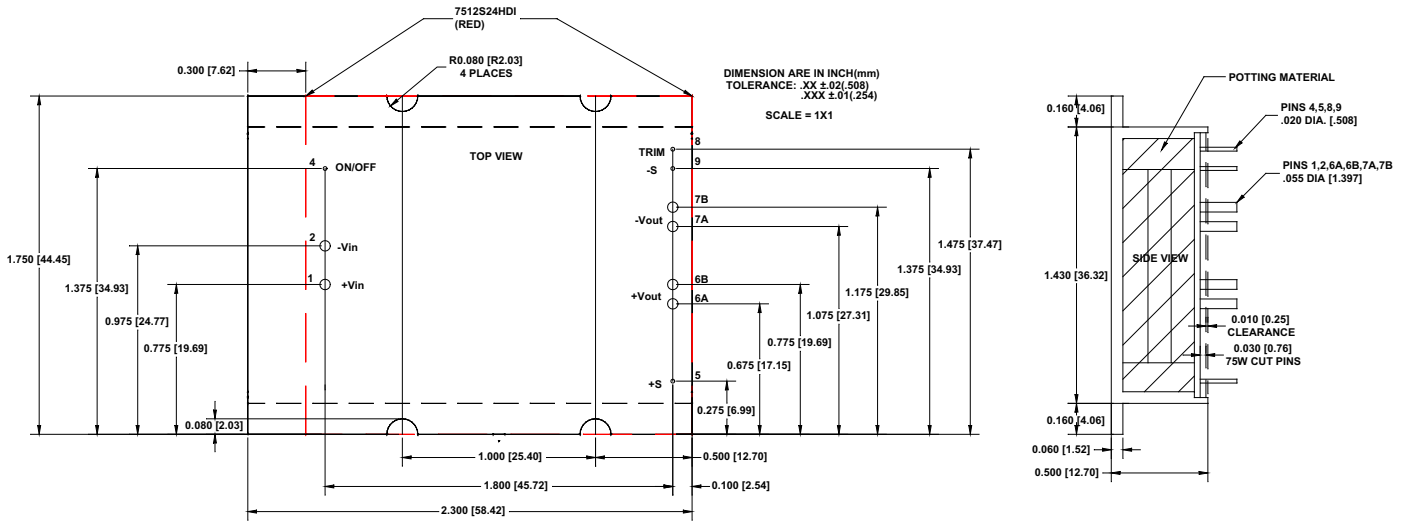 7512S24HDI
(RED)
0.300 [7.62]
R0.080 [R2.03]
4 PLACES
DIMENSION ARE IN INCH(mm)
TOLERANCE: .XX ±.02(.508)
.XXX ±.01(.254)
SCALE = 1X1
TOP VIEW
4
ON/OFF
2
-Vin
1
+Vin
8
TRIM
9
-S
7B
-Vout
7A
6B
+Vout
6A
5
+S
1.750 [44.45]
1.375 [34.93]
0.975 [24.77]
0.775 [19.69]
0.080 [2.03]
1.475 [37.47]
1.375 [34.93]
1.175 [29.85]
1.075 [27.31]
0.775 [19.69]
0.675 [17.15]
0.275 [6.99]
1.000 [25.40]
0.500 [12.70]
1.800 [45.72]
0.100 [2.54]
2.300 [58.42]
POTTING MATERIAL
0.160 [4.06]
PINS 4,5,8,9
.020 DIA. [.508]
PINS 1,2,6A,6B,7A,7B
.055 DIA [1.397]
SIDE VIEW
1.430 [36.32]
0.010 [0.25]
CLEARANCE
0.030 [0.76]
75W CUT PINS
0.160 [4.06]
0.060 [1.52]
0.500 [12.70]